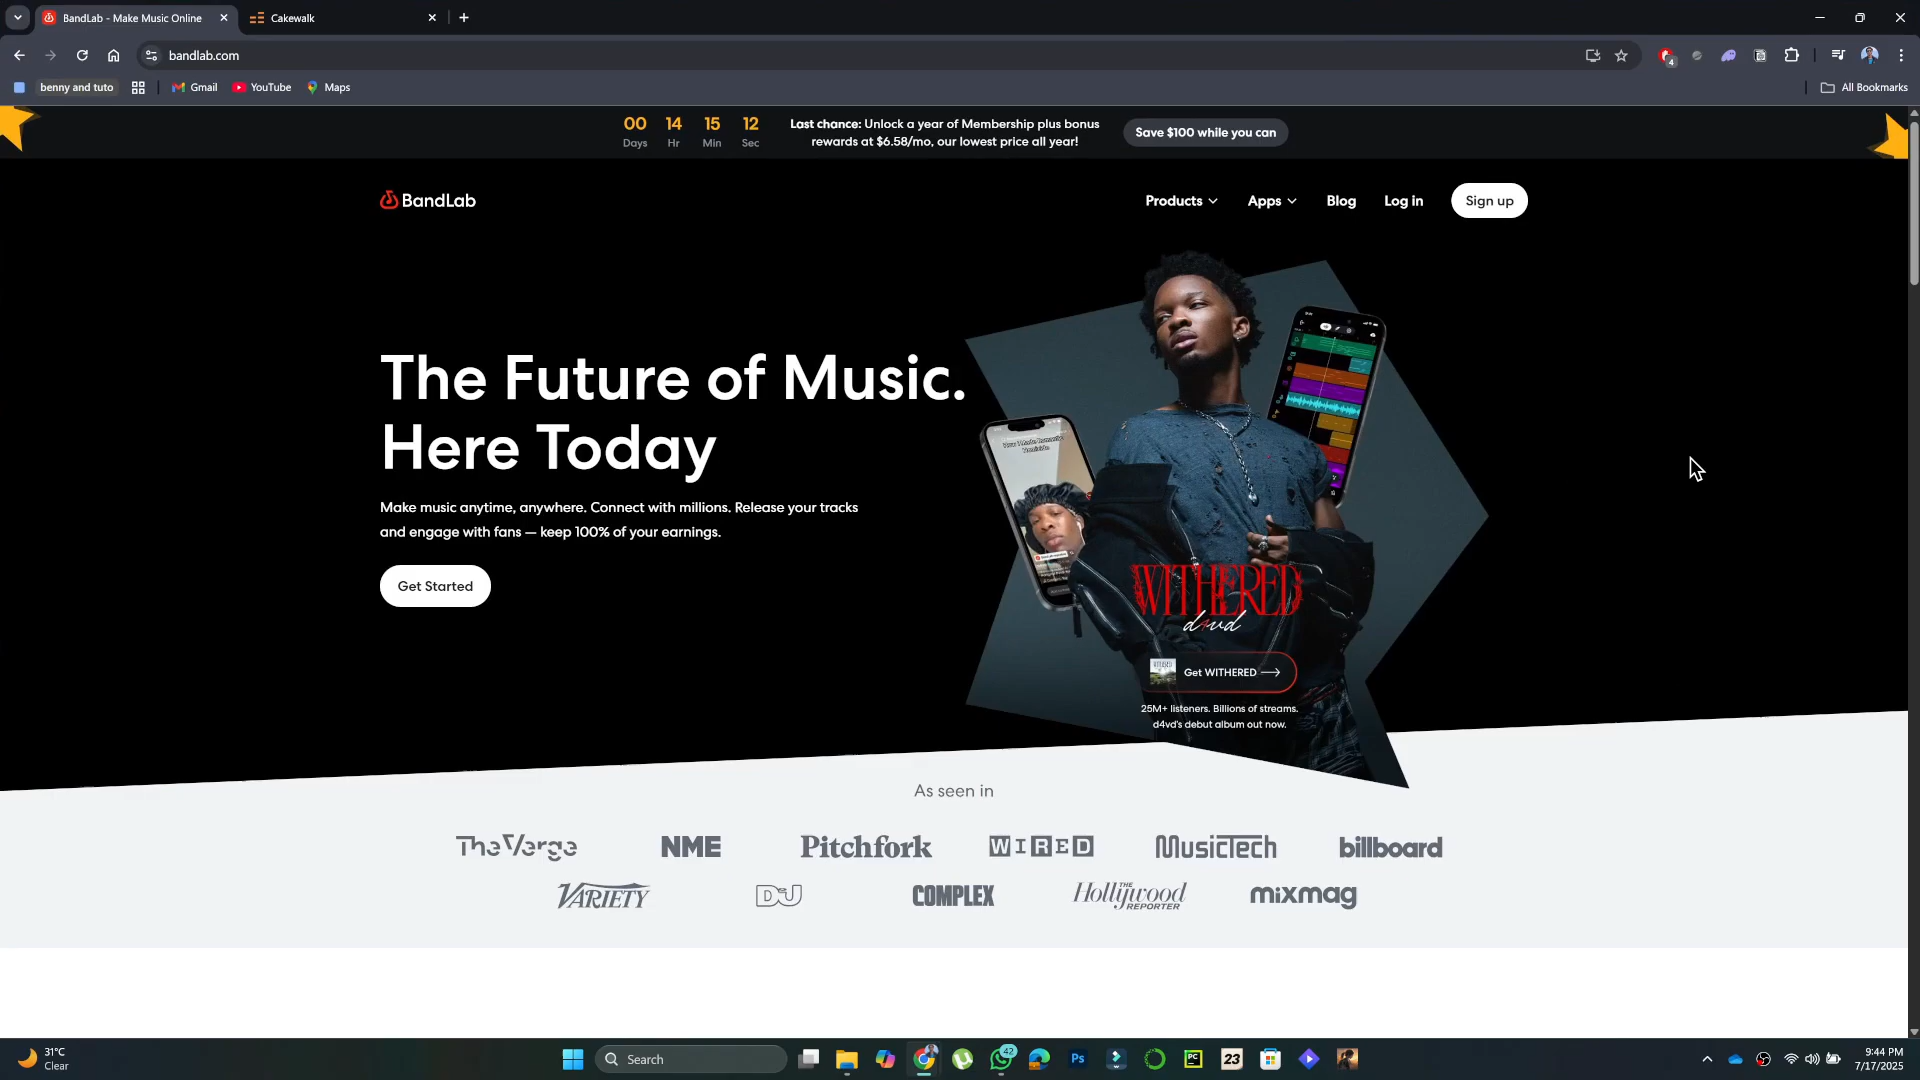 BandLab - Make Music Online
Cakewalk
bandlab.com
4
benny and tuto
Gmail
YouTube
Maps
All Bookmarks
00 14 15 12
Days Hr Min Sec
Last chance: Unlock a year of Membership plus bonus
rewards at $6.58/mo, our lowest price all year!
Save $100 while you can
BandLab
Products
Apps
Blog
Log in
Sign up
The Future of Music.
Here Today
Make music anytime, anywhere. Connect with millions. Release your tracks
and engage with fans — keep 100% of your earnings.
Get Started
WITHERED
d4vd
Get WITHERED
25M+ listeners. Billions of streams.
d4vd's debut album out now.
As seen in
The Verge
NME
Pitchfork
WIRED
MusicTech
billboard
VARIETY
DJ
COMPLEX
THE
Hollywood
REPORTER
mixmag
31°C
Clear
Search
42
Ps
PC
23
9:44 PM
7/17/2025